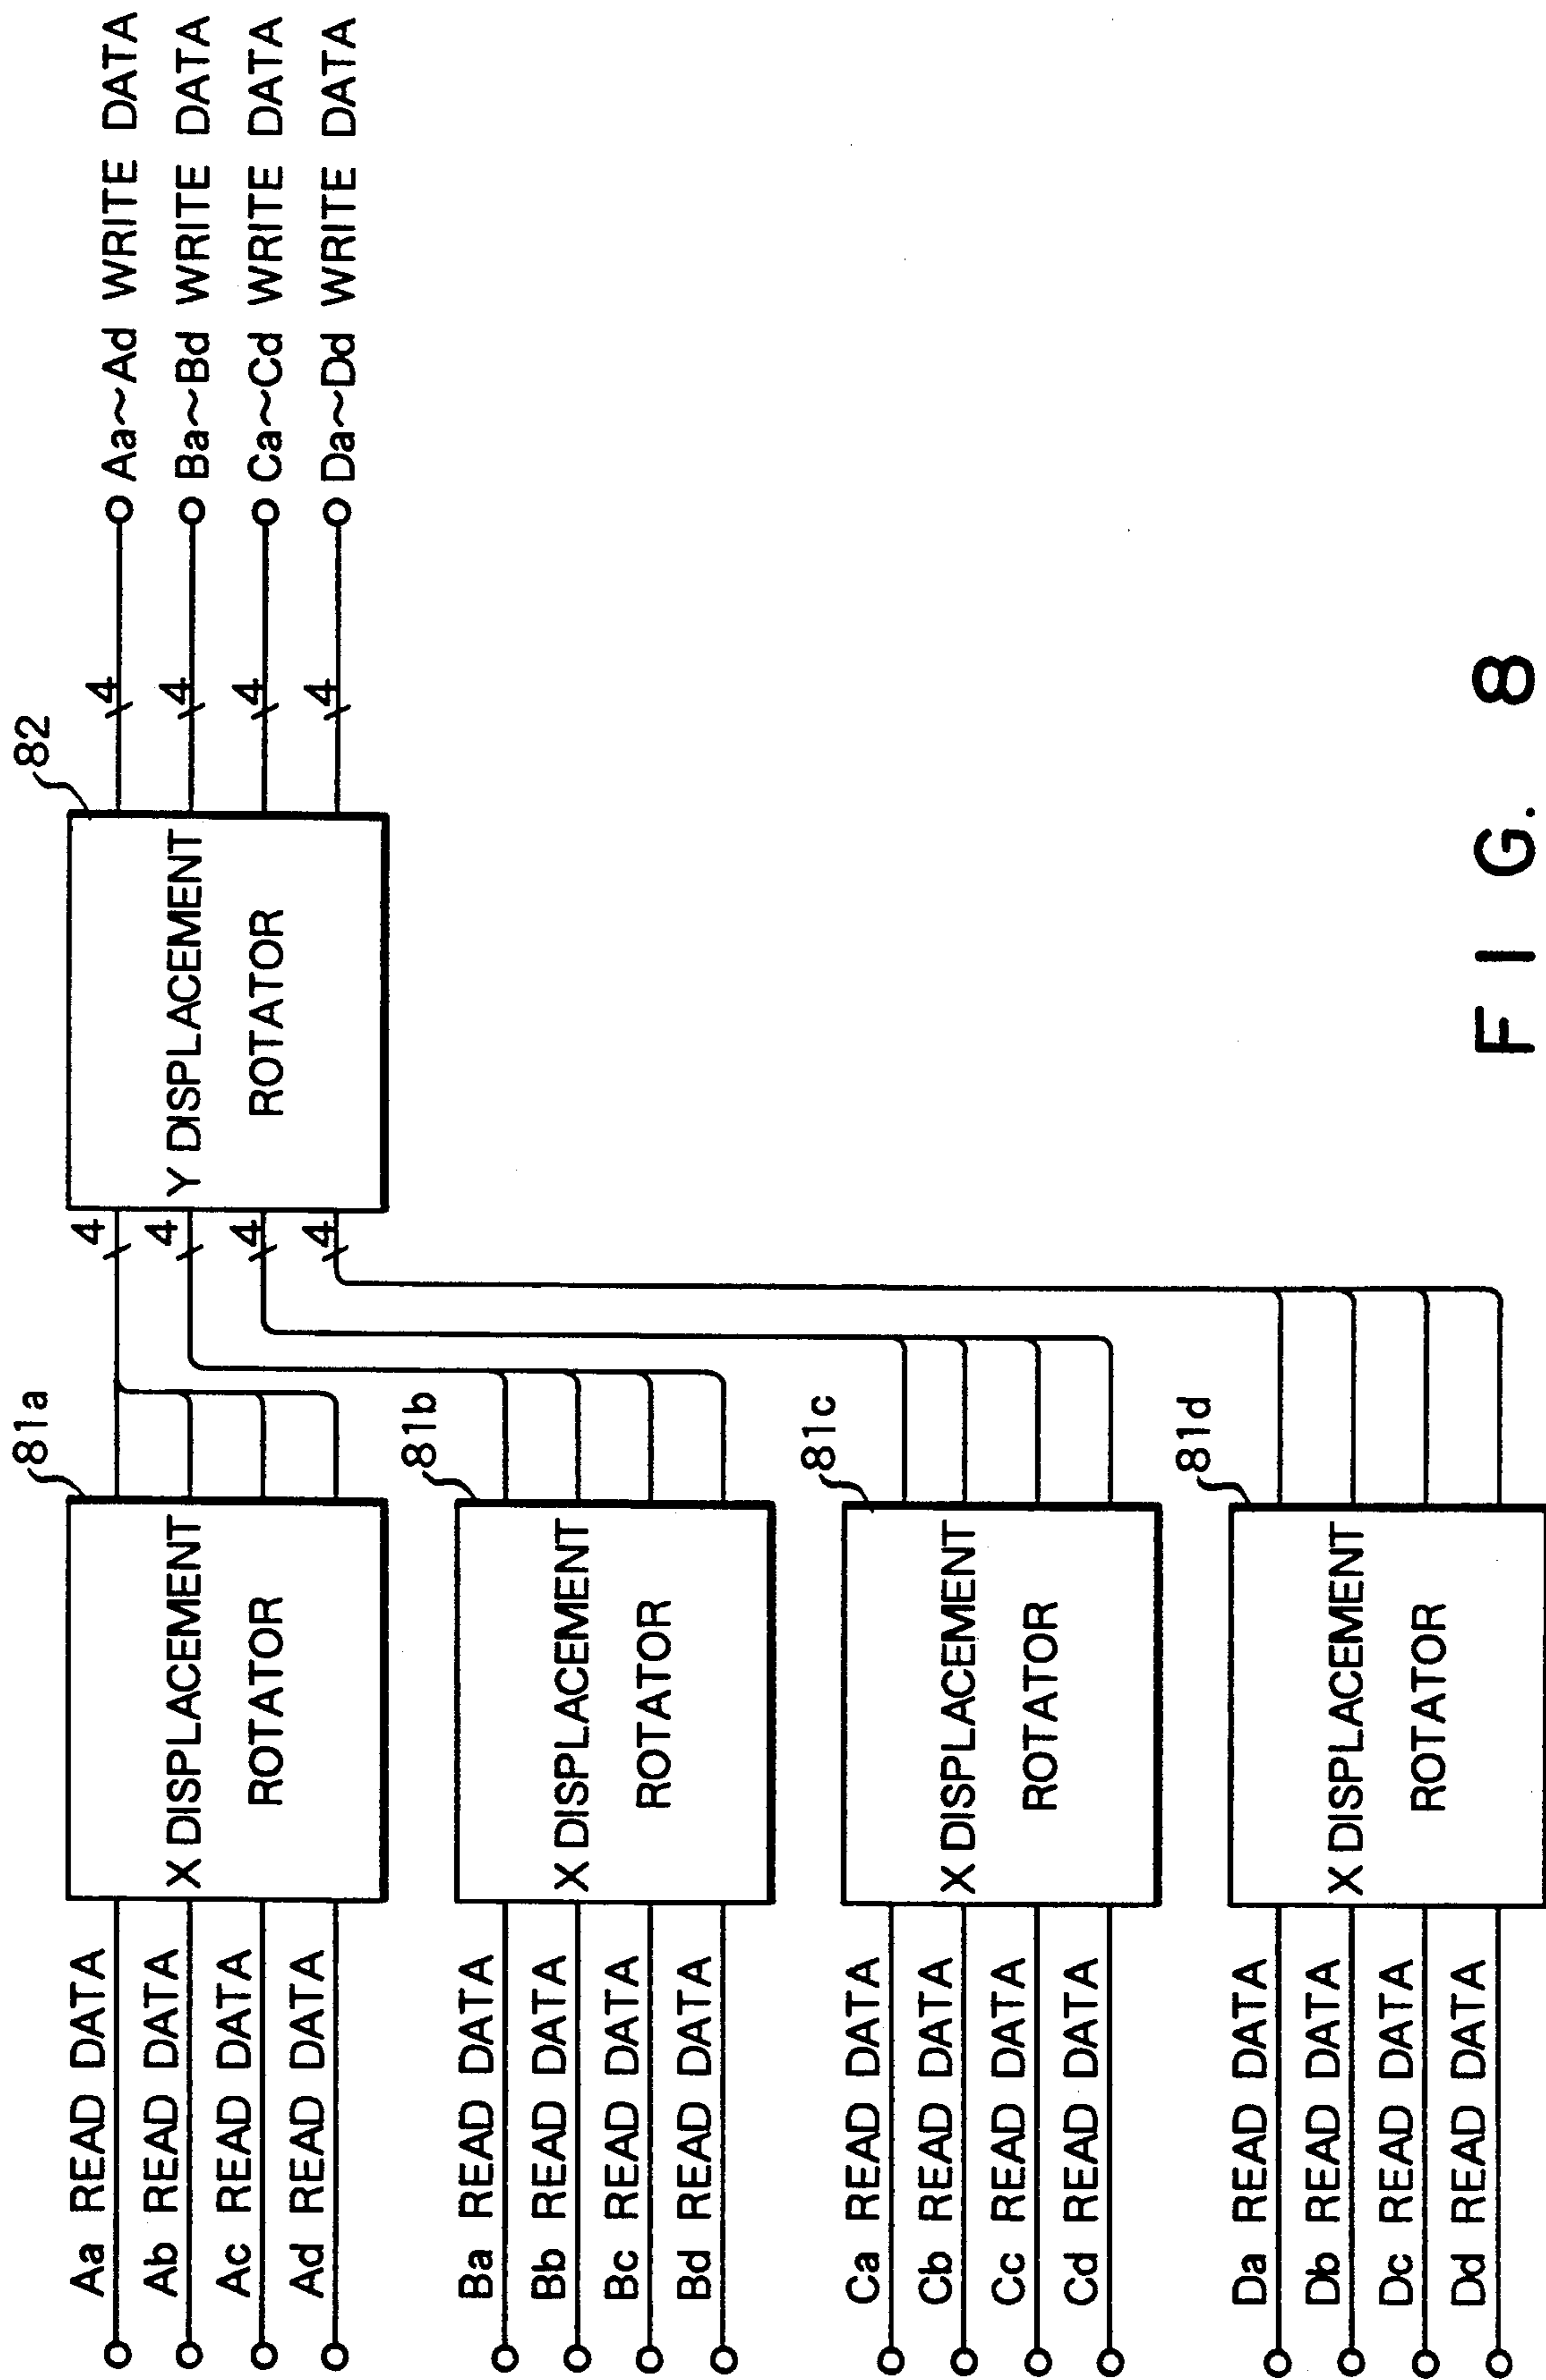 Aa READ DATA
Ab READ DATA
Ac READ DATA
Ad READ DATA
81a
X DISPLACEMENT
ROTATOR
Ba READ DATA
Bb READ DATA
Bc READ DATA
Bd READ DATA
81b
X DISPLACEMENT
ROTATOR
Ca READ DATA
Cb READ DATA
Cc READ DATA
Cd READ DATA
81c
X DISPLACEMENT
ROTATOR
Da READ DATA
Db READ DATA
Dc READ DATA
Dd READ DATA
81d
X DISPLACEMENT
ROTATOR
4
4
4
4
82
Y DISPLACEMENT
ROTATOR
4
4
4
4
Aa~Ad WRITE DATA
Ba~Bd WRITE DATA
Ca~Cd WRITE DATA
Da~Dd WRITE DATA
FIG. 8